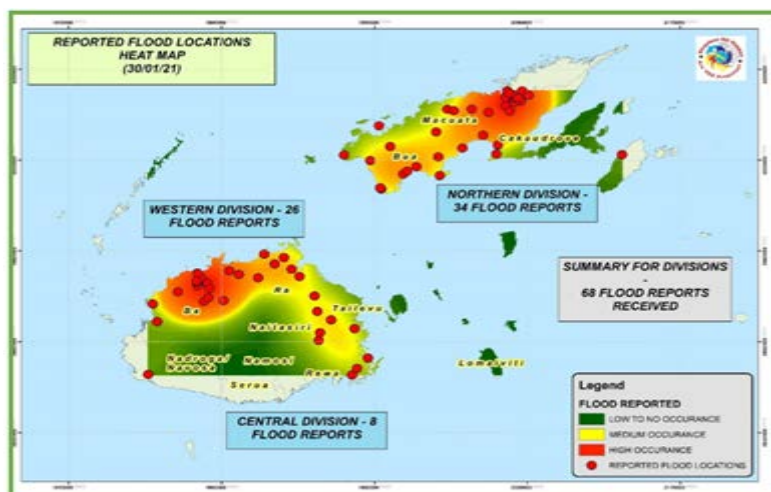 REPORTED FLOOD LOCATIONS
HEAT MAP
(30/01/21)
Macuata
Cakaudrove
Bua
WESTERN DIVISION - 26
FLOOD REPORTS
NORTHERN DIVISION -
34 FLOOD REPORTS
SUMMARY FOR DIVISIONS -
68 FLOOD REPORTS
RECEIVED
Ra
Ba
Tailevu
Naitasiri
Nadroga/
Navosa
Namosi
Rewa
Serua
Lomaiviti
CENTRAL DIVISION - 8
FLOOD REPORTS
Legend
FLOOD REPORTED
LOW TO NO OCCURANCE
MEDIUM OCCURANCE
HIGH OCCURANCE
REPORTED FLOOD LOCATIONS